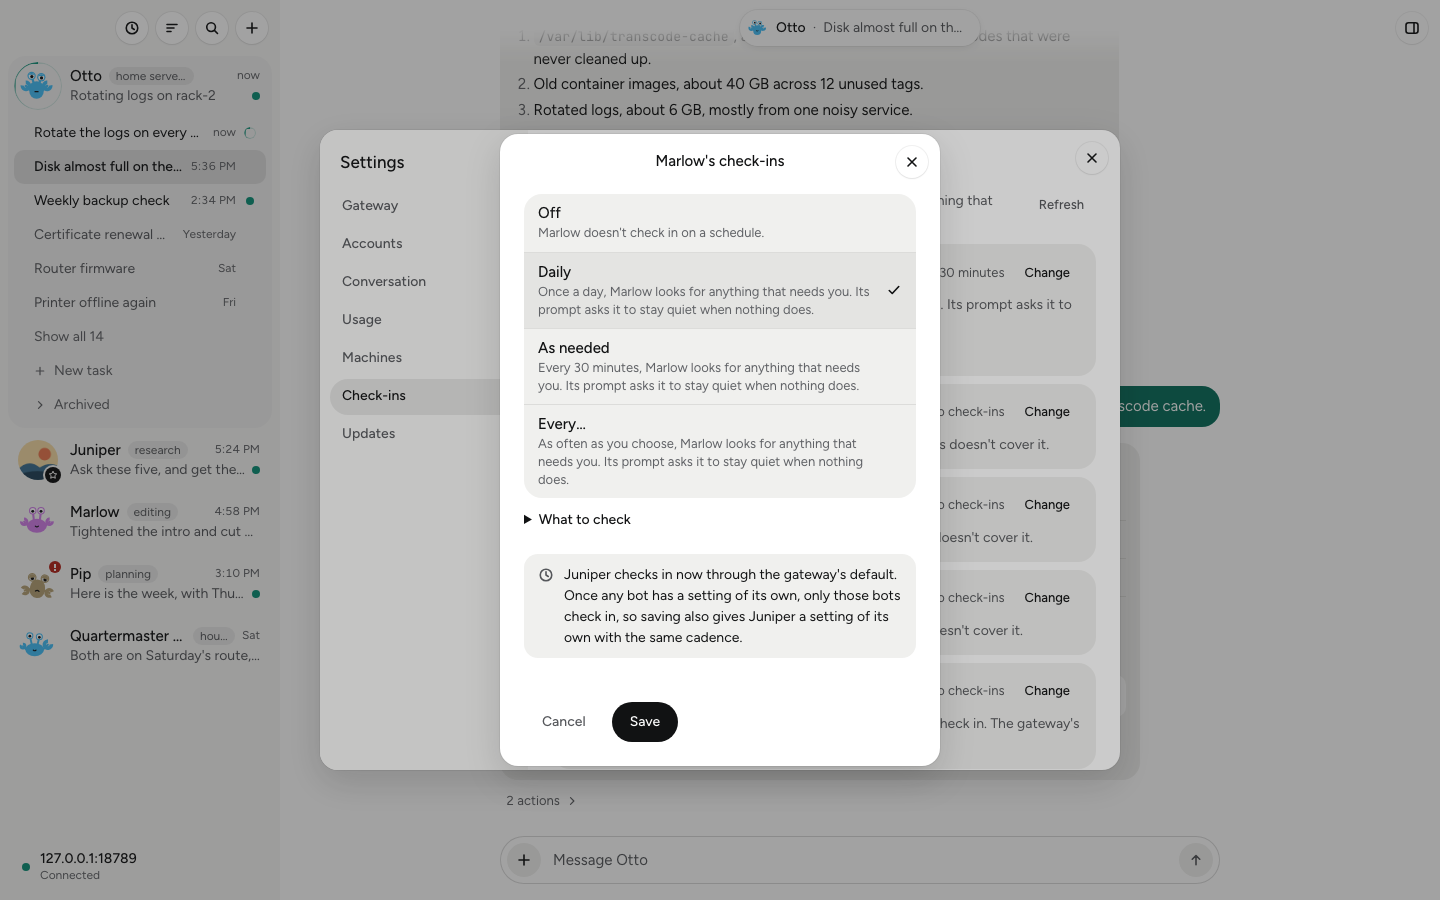 Otto home serve... now
Rotating logs on rack-2
Rotate the logs on every ... now
Disk almost full on the... 5:36 PM
Weekly backup check 2:34 PM
Certificate renewal ... Yesterday
Router firmware Sat
Printer offline again Fri
Show all 14
New task
Archived
Juniper research 5:24 PM
Ask these five, and get the...
Marlow editing 4:58 PM
Tightened the intro and cut ...
Pip planning 3:10 PM
Here is the week, with Thu...
Quartermaster ... hou... Sat
Both are on Saturday's route,...
127.0.0.1:18789
Connected
Otto · Disk almost full on th...
1. /var/lib/transcode-cache, that were
never cleaned up.
2. Old container images, about 40 GB across 12 unused tags.
3. Rotated logs, about 6 GB, mostly from one noisy service.
Settings
Gateway
Accounts
Conversation
Usage
Machines
Check-ins
Updates
that
Refresh
30 minutes Change
. Its prompt asks it to
check-ins Change
doesn't cover it.
check-ins Change
cover it.
check-ins Change
cover it.
check-ins Change
check in. The gateway's
Marlow's check-ins
Off
Marlow doesn't check in on a schedule.
Daily
Once a day, Marlow looks for anything that needs you. Its
prompt asks it to stay quiet when nothing does.
As needed
Every 30 minutes, Marlow looks for anything that needs
you. Its prompt asks it to stay quiet when nothing does.
Every...
As often as you choose, Marlow looks for anything that
needs you. Its prompt asks it to stay quiet when nothing
does.
What to check
Juniper checks in now through the gateway's default.
Once any bot has a setting of its own, only those bots
check in, so saving also gives Juniper a setting of its
own with the same cadence.
Cancel Save
cache.
2 actions
Message Otto